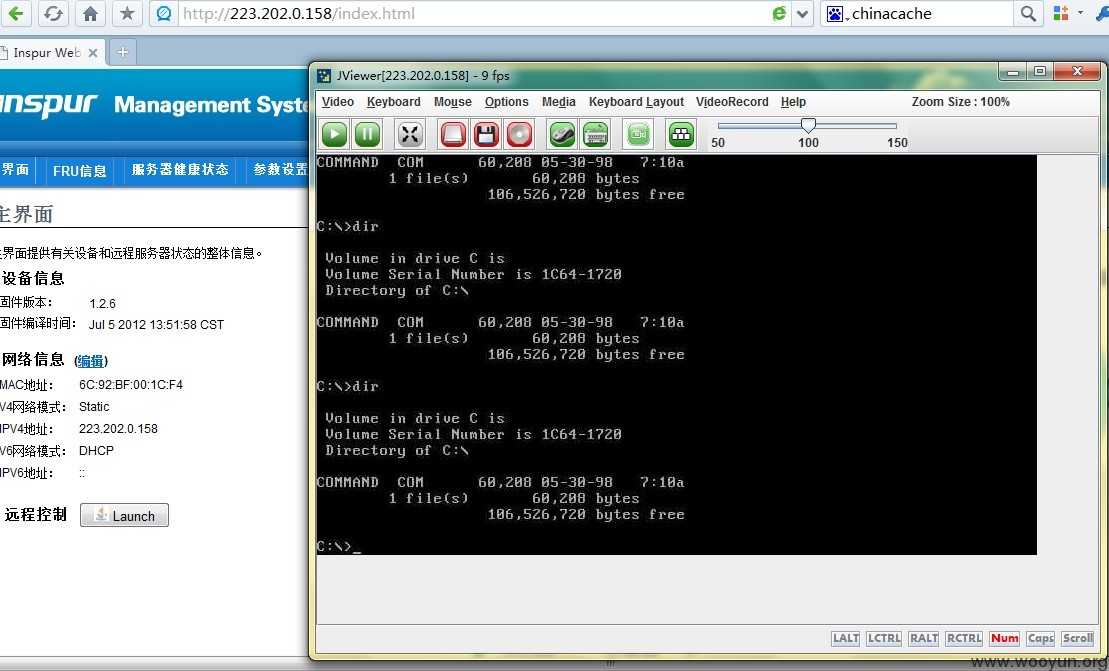 http://223.202.0.158/index.html
chinacache
Inspur Web
JViewer[223.202.0.158] - 9 fps
Video Keyboard Mouse Options Media Keyboard Layout VideoRecord Help Zoom Size : 100%
50 100 150
nspur Management Syste
界面 FRU信息 服务器健康状态 参数设置
主界面
主界面提供有关设备和远程服务器状态的整体信息。
设备信息
固件版本： 1.2.6
固件编译时间： Jul 5 2012 13:51:58 CST
网络信息 (编辑)
MAC地址： 6C:92:BF:00:1C:F4
V4网络模式： Static
IPV4地址： 223.202.0.158
V6网络模式： DHCP
IPV6地址： ::
远程控制 Launch
COMMAND COM 60,208 05-30-98 7:10a
1 file(s) 60,208 bytes
106,526,720 bytes free
C:\>dir
Volume in drive C is
Volume Serial Number is 1C64-1720
Directory of C:\
COMMAND COM 60,208 05-30-98 7:10a
1 file(s) 60,208 bytes
106,526,720 bytes free
C:\>dir
Volume in drive C is
Volume Serial Number is 1C64-1720
Directory of C:\
COMMAND COM 60,208 05-30-98 7:10a
1 file(s) 60,208 bytes
106,526,720 bytes free
C:\>_
LALT LCTRL RALT RCTRL Num Caps Scroll
www.wooyun.org